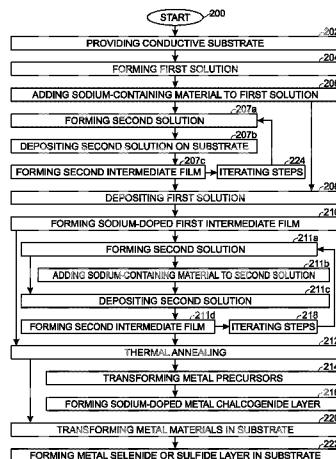 START 200
202
PROVIDING CONDUCTIVE SUBSTRATE
204
FORMING FIRST SOLUTION
206
ADDING SODIUM-CONTAINING MATERIAL TO FIRST SOLUTION
207a
FORMING SECOND SOLUTION
207b
DEPOSITING SECOND SOLUTION ON SUBSTRATE
207c 224
FORMING SECOND INTERMEDIATE FILM ITERATING STEPS
208
DEPOSITING FIRST SOLUTION
210
FORMING SODIUM-DOPED FIRST INTERMEDIATE FILM
211a
FORMING SECOND SOLUTION
211b
ADDING SODIUM-CONTAINING MATERIAL TO SECOND SOLUTION
211c
DEPOSITING SECOND SOLUTION
211d 218
FORMING SECOND INTERMEDIATE FILM ITERATING STEPS
212
THERMAL ANNEALING
214
TRANSFORMING METAL PRECURSORS
216
FORMING SODIUM-DOPED METAL CHALCOGENIDE LAYER
220
TRANSFORMING METAL MATERIALS IN SUBSTRATE
222
FORMING METAL SELENIDE OR SULFIDE LAYER IN SUBSTRATE